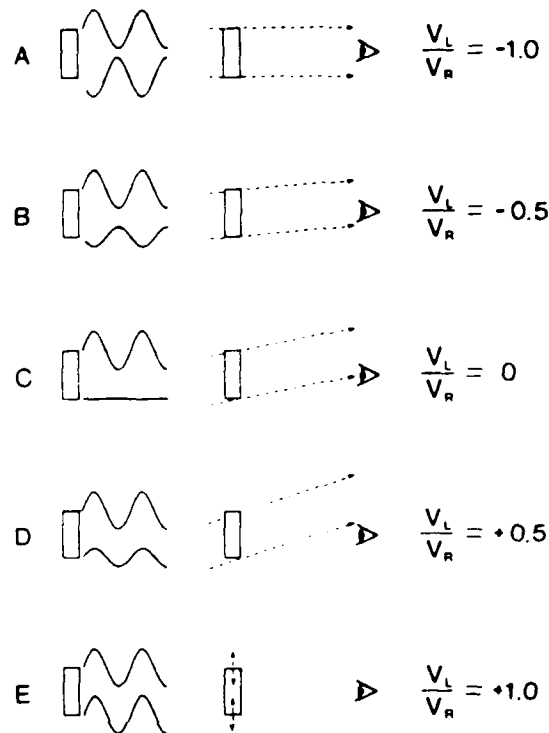 A V_L / V_R = -1.0
B V_L / V_R = -0.5
C V_L / V_R = 0
D V_L / V_R = +0.5
E V_L / V_R = +1.0